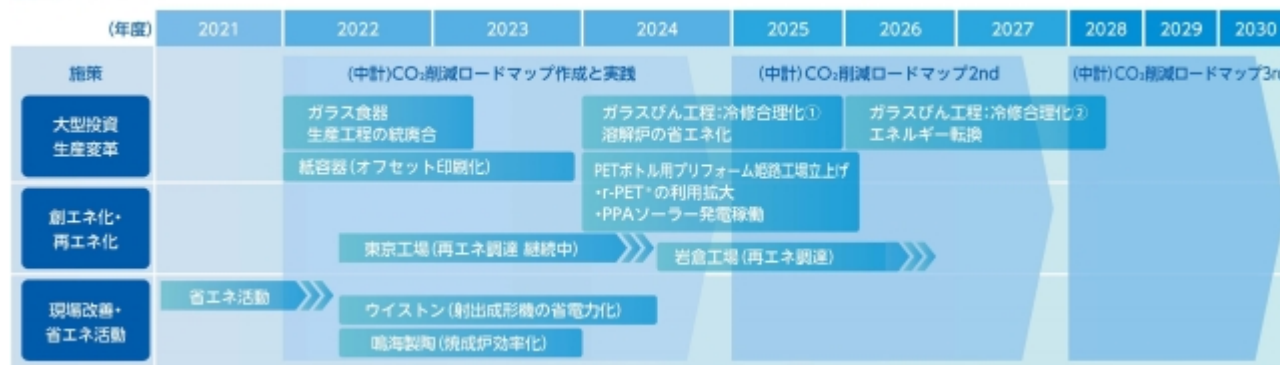 (年度) 2021 2022 2023 2024 2025 2026 2027 2028 2029 2030
施策
(中計)CO₂削減ロードマップ作成と実践
(中計)CO₂削減ロードマップ2nd
(中計)CO₂削減ロードマップ3rd
大型投資
生産変革
ガラス食器
生産工程の統廃合
ガラスびん工程:冷修合理化①
溶解炉の省エネ化
ガラスびん工程:冷修合理化②
エネルギー転換
紙容器(オフセット印刷化)
PETボトル用プリフォーム姫路工場立上げ
・r-PET*の利用拡大
・PPAソーラー発電稼働
創エネ化・
再エネ化
東京工場(再エネ調達 継続中)
岩倉工場(再エネ調達)
現場改善・
省エネ活動
省エネ活動
ウイストン(射出成形機の省電力化)
鳴海製陶(焼成炉効率化)